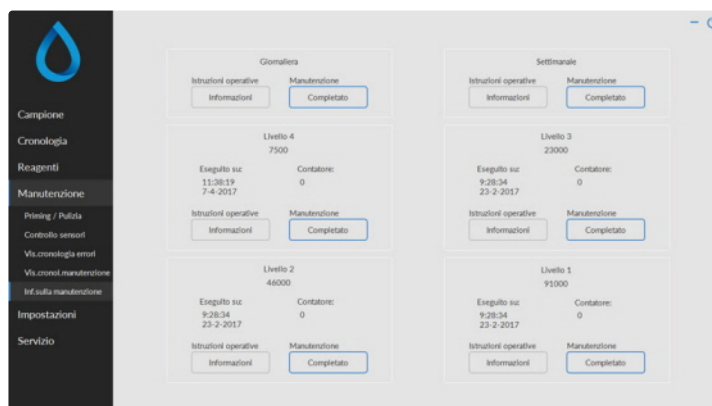 Campione
Cronologia
Reagenti
Manutenzione
Priming / Pulizia
Controllo sensori
Vis.cronologia errori
Vis.cronol.manutenzione
Inf.sulla manutenzione
Impostazioni
Servizio
Giornaliera
Istruzioni operative Manutenzione
Informazioni Completato
Settimanale
Istruzioni operative Manutenzione
Informazioni Completato
Livello 4
7500
Eseguito su: Contatore:
11:38:19 0
7-4-2017
Istruzioni operative Manutenzione
Informazioni Completato
Livello 3
23000
Eseguito su: Contatore:
9:28:34 0
23-2-2017
Istruzioni operative Manutenzione
Informazioni Completato
Livello 2
46000
Eseguito su: Contatore:
9:28:34 0
23-2-2017
Istruzioni operative Manutenzione
Informazioni Completato
Livello 1
91000
Eseguito su: Contatore:
9:28:34 0
23-2-2017
Istruzioni operative Manutenzione
Informazioni Completato